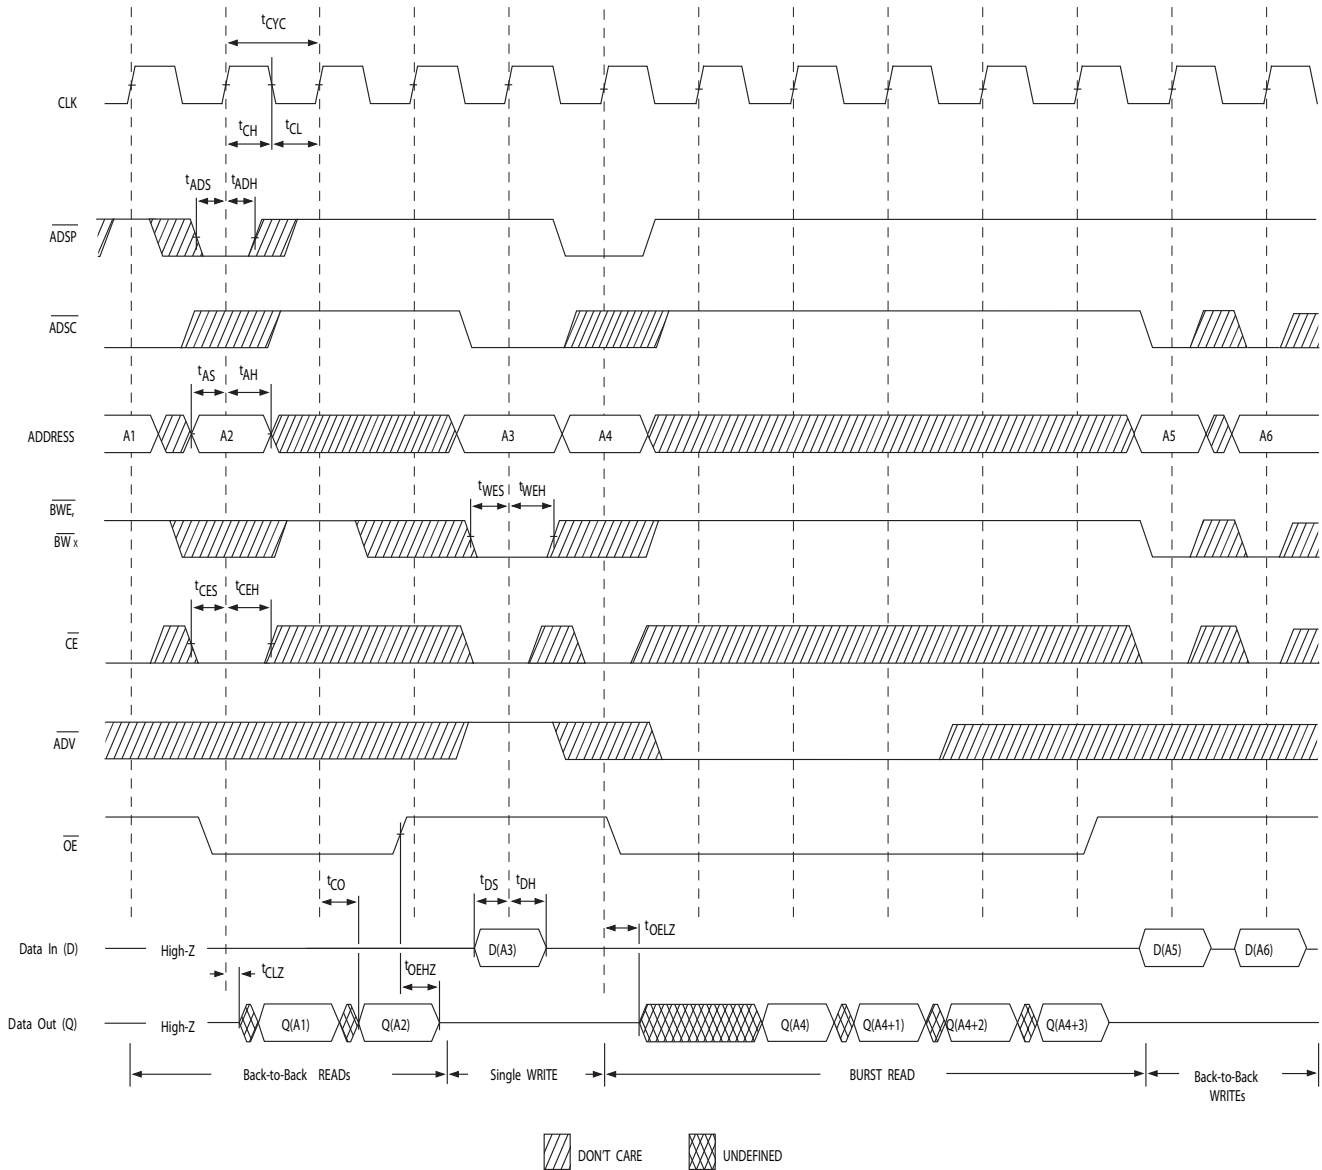 tCYC
CLK
tCH
tCL
tADS
tADH
ADSP
ADSC
tAS
tAH
ADDRESS
A1
A2
A3
A4
A5
A6
tWES
tWEH
BWE,
BW x
tCES
tCEH
CE
ADV
OE
tCO
tDS
tDH
tOELZ
Data In (D)
High-Z
D(A3)
D(A5)
D(A6)
tCLZ
tOEHZ
Data Out (Q)
High-Z
Q(A1)
Q(A2)
Q(A4)
Q(A4+1)
Q(A4+2)
Q(A4+3)
Back-to-Back READs
Single WRITE
BURST READ
Back-to-Back
WRITEs
DON'T CARE
UNDEFINED